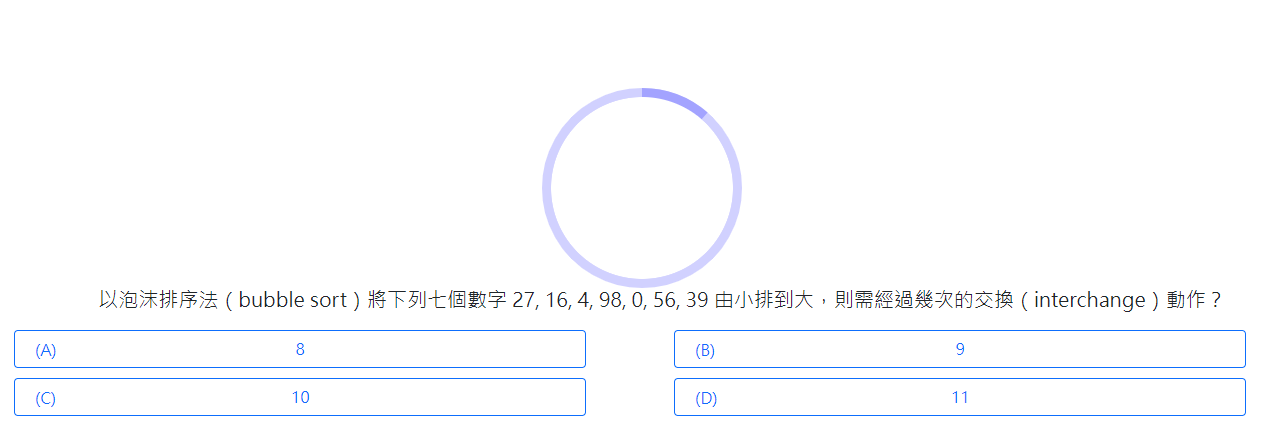 以泡沫排序法（bubble sort）將下列七個數字 27, 16, 4, 98, 0, 56, 39 由小排到大，則需經過幾次的交換（interchange）動作？
(A) 8
(B) 9
(C) 10
(D) 11